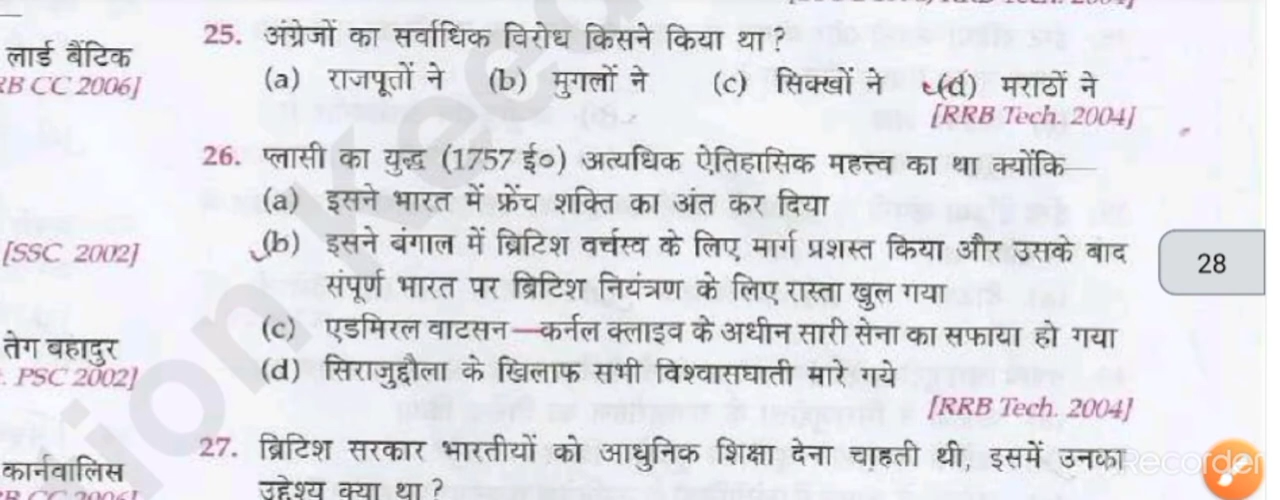 25. अंग्रेजों का सर्वाधिक विरोध किसने किया था?
(a) राजपूतों ने (b) मुगलों ने (c) सिक्खों ने (d) मराठों ने
[RRB Tech. 2004]
26. प्लासी का युद्ध (1757 ई०) अत्यधिक ऐतिहासिक महत्त्व का था क्योंकि—
(a) इसने भारत में फ्रेंच शक्ति का अंत कर दिया
(b) इसने बंगाल में ब्रिटिश वर्चस्व के लिए मार्ग प्रशस्त किया और उसके बाद
संपूर्ण भारत पर ब्रिटिश नियंत्रण के लिए रास्ता खुल गया
(c) एडमिरल वाटसन—कर्नल क्लाइव के अधीन सारी सेना का सफाया हो गया
(d) सिराजुद्दौला के खिलाफ सभी विश्वासघाती मारे गये
[RRB Tech. 2004]
27. ब्रिटिश सरकार भारतीयों को आधुनिक शिक्षा देना चाहती थी, इसमें उनका
उद्देश्य क्या था?
लार्ड बैंटिक
RB CC 2006]
[SSC 2002]
तेग बहादुर
. PSC 2002]
कार्नवालिस
28
Recorder